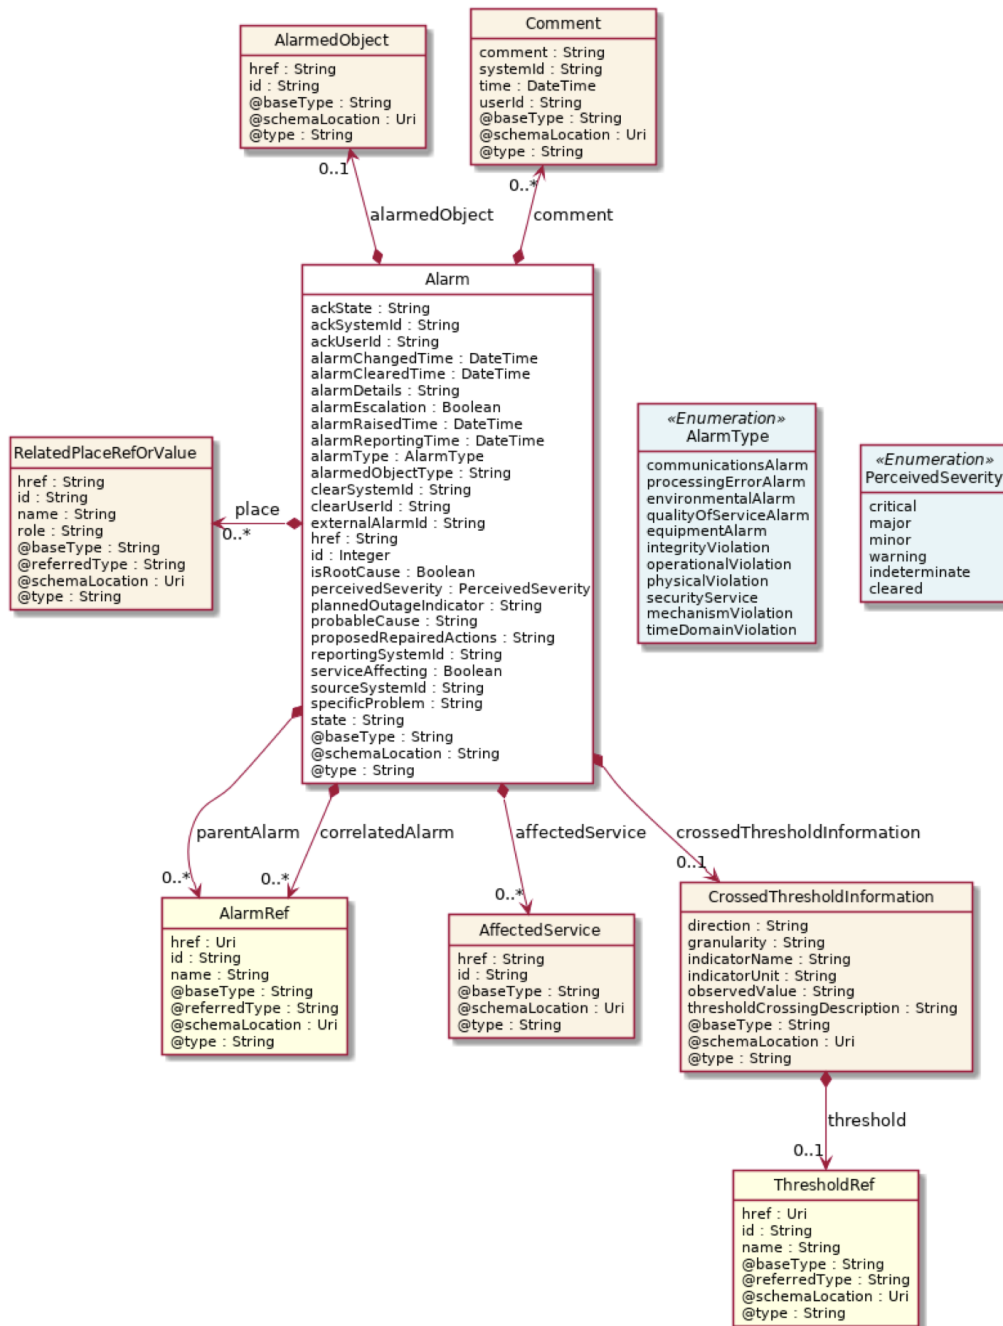 AlarmedObject
href : String
id : String
@baseType : String
@schemaLocation : Uri
@type : String
Comment
comment : String
systemId : String
time : DateTime
userId : String
@baseType : String
@schemaLocation : Uri
@type : String
0..1
alarmedObject
0..*
comment
Alarm
ackState : String
ackSystemId : String
ackUserId : String
alarmChangedTime : DateTime
alarmClearedTime : DateTime
alarmDetails : String
alarmEscalation : Boolean
alarmRaisedTime : DateTime
alarmReportingTime : DateTime
alarmType : AlarmType
alarmedObjectType : String
clearSystemId : String
clearUserId : String
externalAlarmId : String
href : String
id : Integer
isRootCause : Boolean
perceivedSeverity : PerceivedSeverity
plannedOutageIndicator : String
probableCause : String
proposedRepairedActions : String
reportingSystemId : String
serviceAffecting : Boolean
sourceSystemId : String
specificProblem : String
state : String
@baseType : String
@schemaLocation : String
@type : String
RelatedPlaceRefOrValue
href : String
id : String
name : String
role : String
@baseType : String
@referredType : String
@schemaLocation : Uri
@type : String
place
0..*
«Enumeration»
AlarmType
communicationsAlarm
processingErrorAlarm
environmentalAlarm
qualityOfServiceAlarm
equipmentAlarm
integrityViolation
operationalViolation
physicalViolation
securityService
mechanismViolation
timeDomainViolation
«Enumeration»
PerceivedSeverity
critical
major
minor
warning
indeterminate
cleared
parentAlarm
0..*
correlatedAlarm
0..*
affectedService
0..*
crossedThresholdInformation
0..1
AlarmRef
href : Uri
id : String
name : String
@baseType : String
@referredType : String
@schemaLocation : Uri
@type : String
AffectedService
href : String
id : String
@baseType : String
@schemaLocation : Uri
@type : String
CrossedThresholdInformation
direction : String
granularity : String
indicatorName : String
indicatorUnit : String
observedValue : String
thresholdCrossingDescription : String
@baseType : String
@schemaLocation : Uri
@type : String
threshold
0..1
ThresholdRef
href : Uri
id : String
name : String
@baseType : String
@referredType : String
@schemaLocation : Uri
@type : String